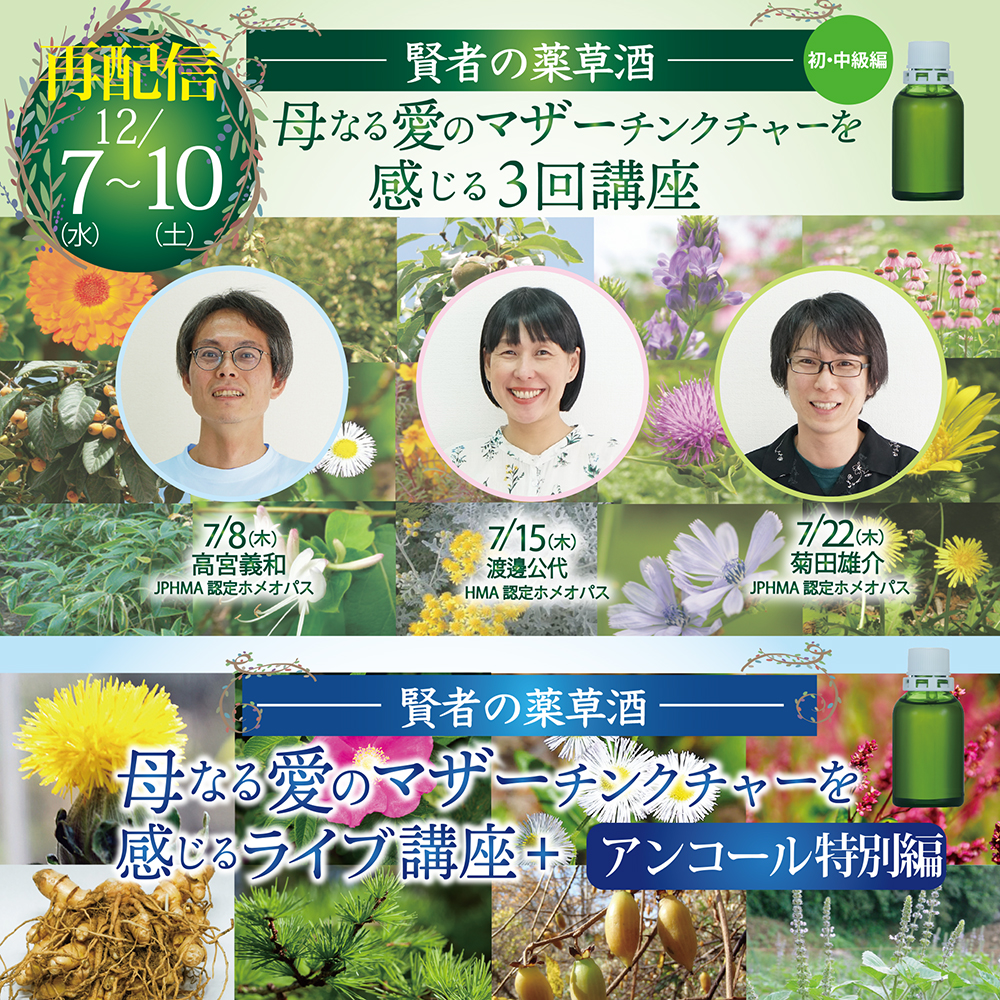 再配信
12/
7～10
(水) (土)
賢者の薬草酒
初・中級編
母なる愛のマザーチンクチャーを
感じる3回講座
7/8(木)
高宮義和
JPHMA 認定ホメオパス
7/15(木)
渡邊公代
HMA 認定ホメオパス
7/22(木)
菊田雄介
JPHMA 認定ホメオパス
賢者の薬草酒
母なる愛のマザーチンクチャーを
感じるライブ講座＋ アンコール特別編